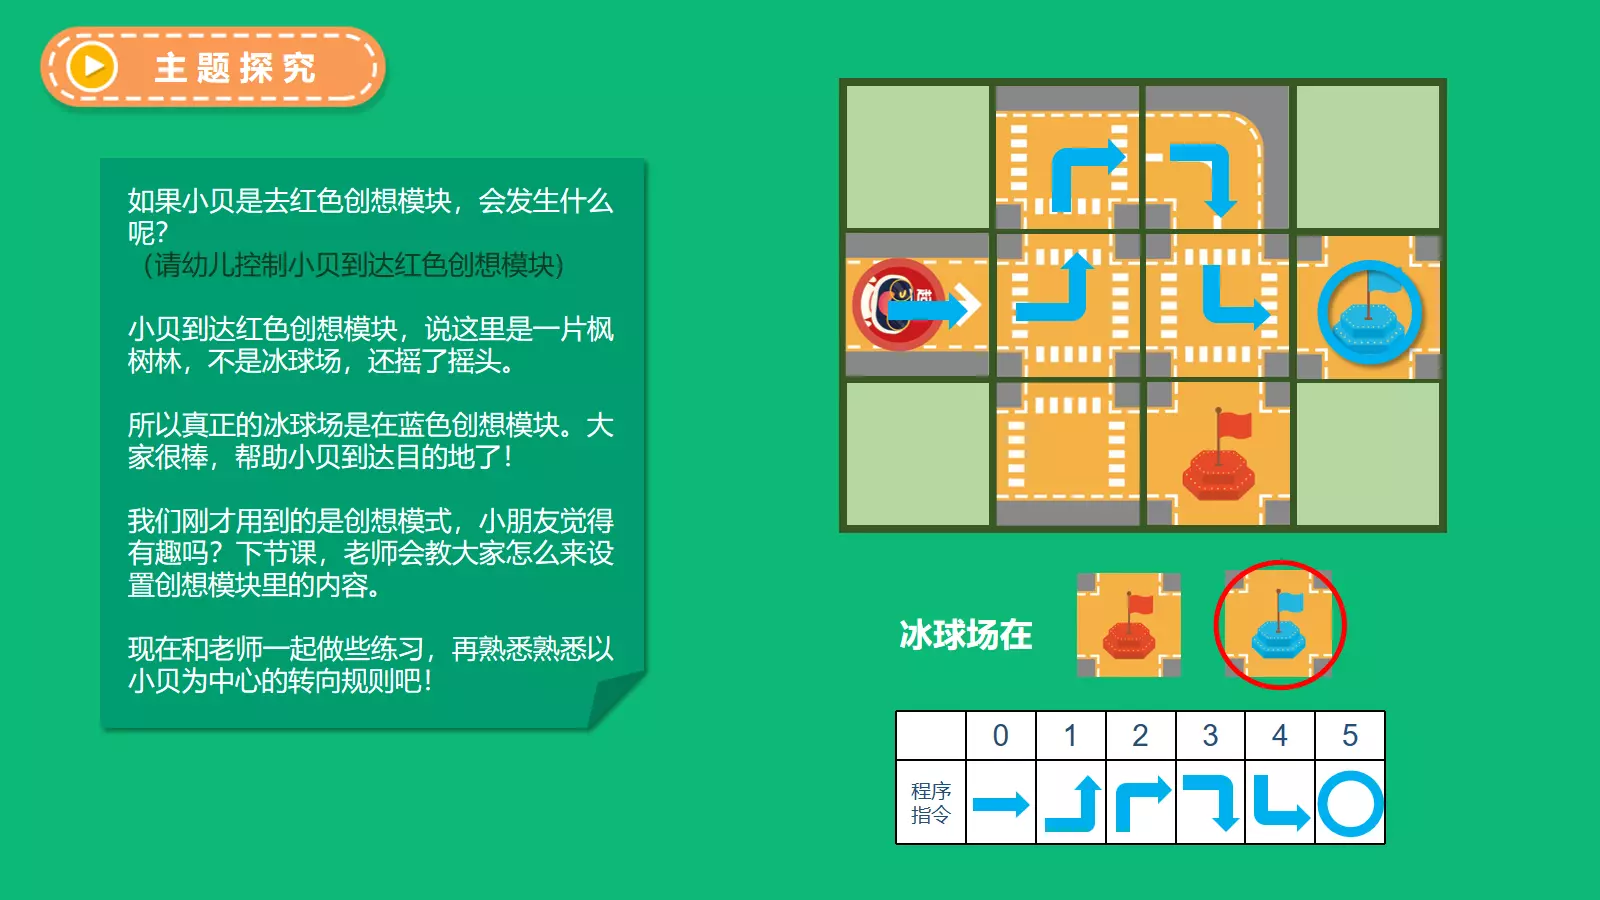 主题探究
如果小贝是去红色创想模块，会发生什么
呢？
（请幼儿控制小贝到达红色创想模块)
小贝到达红色创想模块，说这里是一片枫
树林，不是冰球场，还摇了摇头。
所以真正的冰球场是在蓝色创想模块。大
家很棒，帮助小贝到达目的地了！
我们刚才用到的是创想模式，小朋友觉得
有趣吗？下节课，老师会教大家怎么来设
置创想模块里的内容。
现在和老师一起做些练习，再熟悉熟悉以
小贝为中心的转向规则吧！
冰球场在
0 1 2 3 4 5
程序
指令